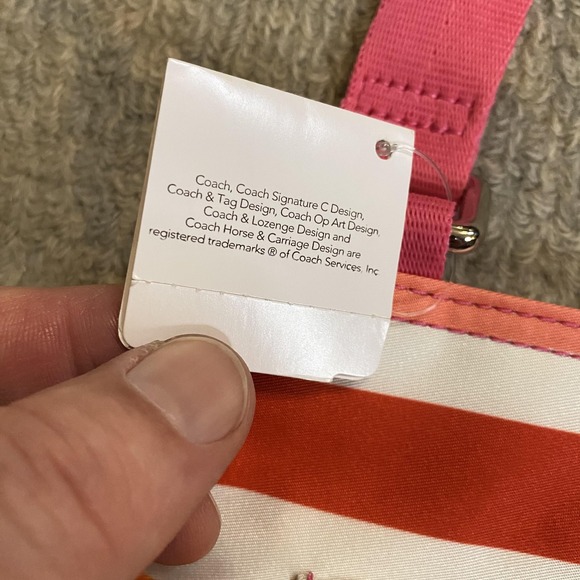 Coach, Coach Signature C Design,
Coach & Tag Design, Coach Op Art Design,
Coach & Lozenge Design and
Coach Horse & Carriage Design are
registered trademarks ® of Coach Services, Inc.